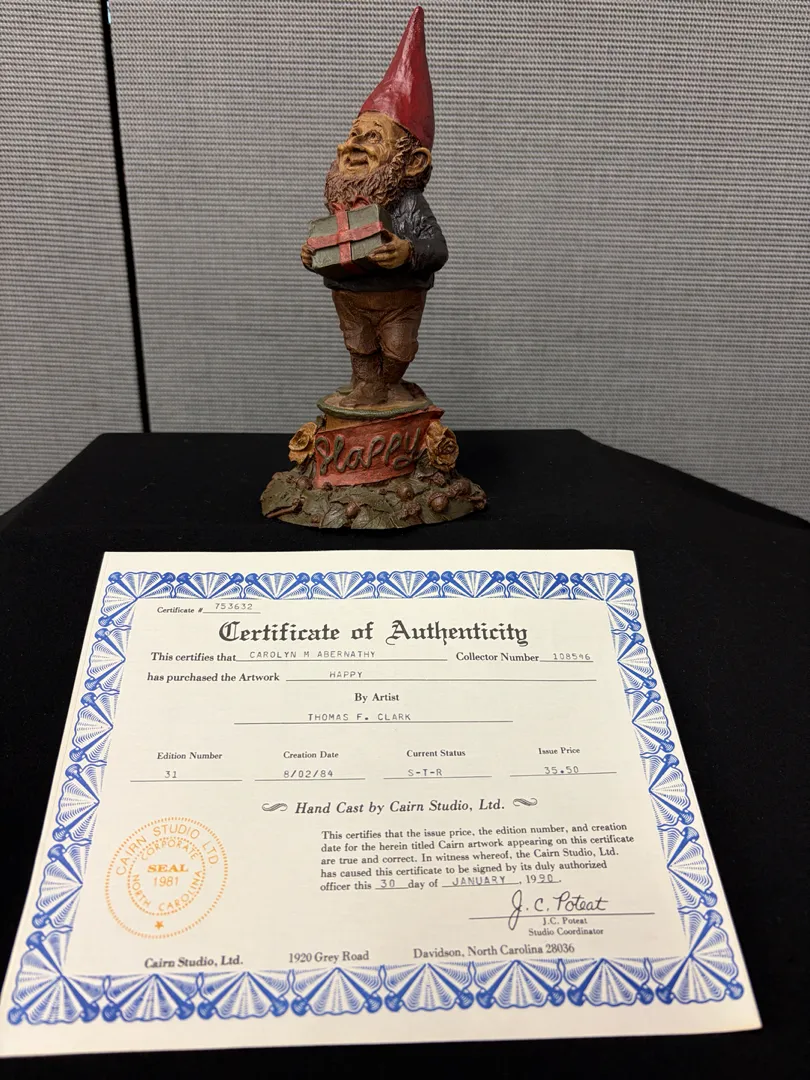 Happy
Certificate # 753632
Certificate of Authenticity
This certifies that CAROLYN M ABERNATHY Collector Number 108546
has purchased the Artwork HAPPY
By Artist
THOMAS F. CLARK
Edition Number Creation Date Current Status Issue Price
31 8/02/84 S-T-R 35.50
Hand Cast by Cairn Studio, Ltd.
This certifies that the issue price, the edition number, and creation
date for the herein titled Cairn artwork appearing on this certificate
are true and correct. In witness whereof, the Cairn Studio, Ltd.
has caused this certificate to be signed by its duly authorized
officer this 30 day of JANUARY, 1990.
CAIRN STUDIO LTD
CORPORATE
SEAL
1981
NORTH CAROLINA
J.C. Poteat
J.C. Poteat
Studio Coordinator
Cairn Studio, Ltd. 1920 Grey Road Davidson, North Carolina 28036